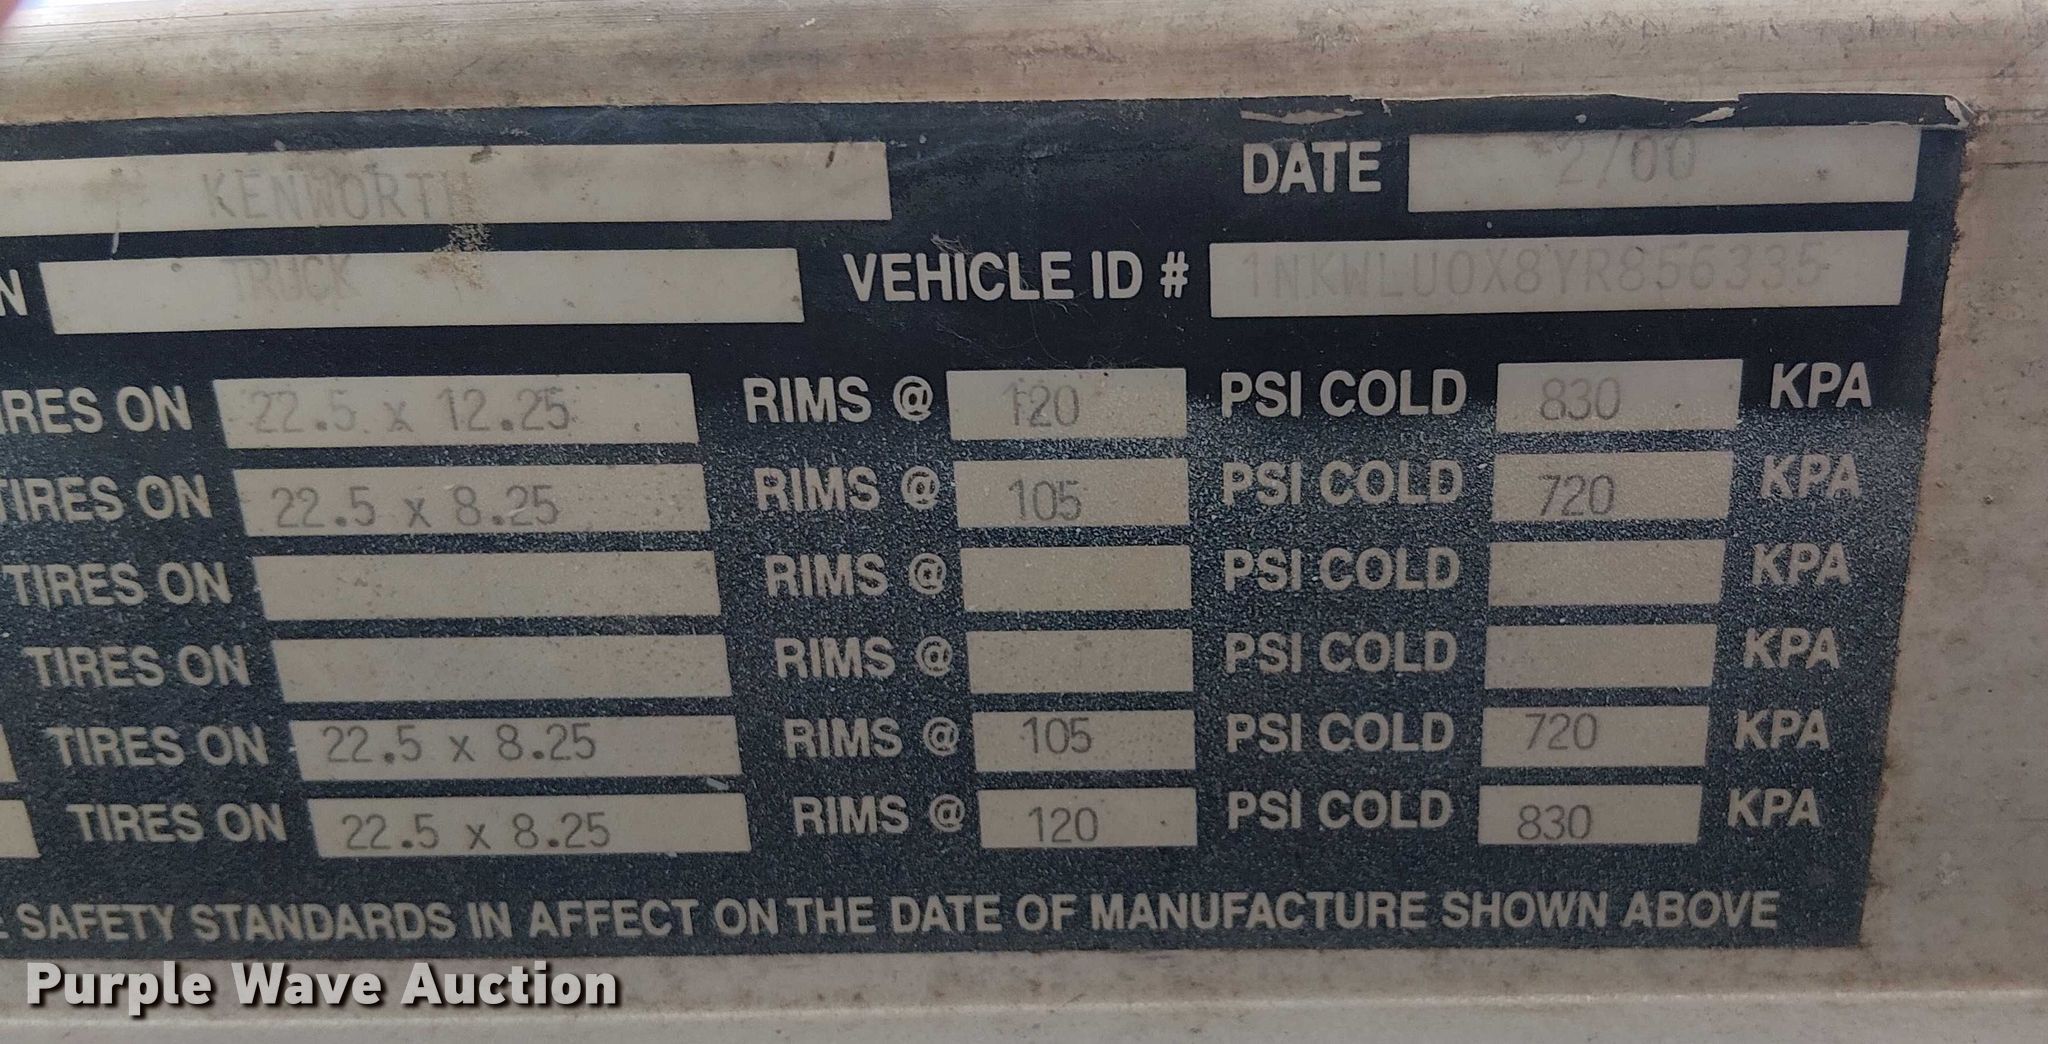 DATE 2/00
KENWORTH
N TRUCK VEHICLE ID # 1NKWLU0X8YR856335
IRES ON 22.5 x 12.25 RIMS @ 120 PSI COLD 830 KPA
TIRES ON 22.5 x 8.25 RIMS @ 105 PSI COLD 720 KPA
TIRES ON RIMS @ PSI COLD KPA
TIRES ON RIMS @ PSI COLD KPA
TIRES ON 22.5 x 8.25 RIMS @ 105 PSI COLD 720 KPA
TIRES ON 22.5 x 8.25 RIMS @ 120 PSI COLD 830 KPA
E SAFETY STANDARDS IN AFFECT ON THE DATE OF MANUFACTURE SHOWN ABOVE
Purple Wave Auction